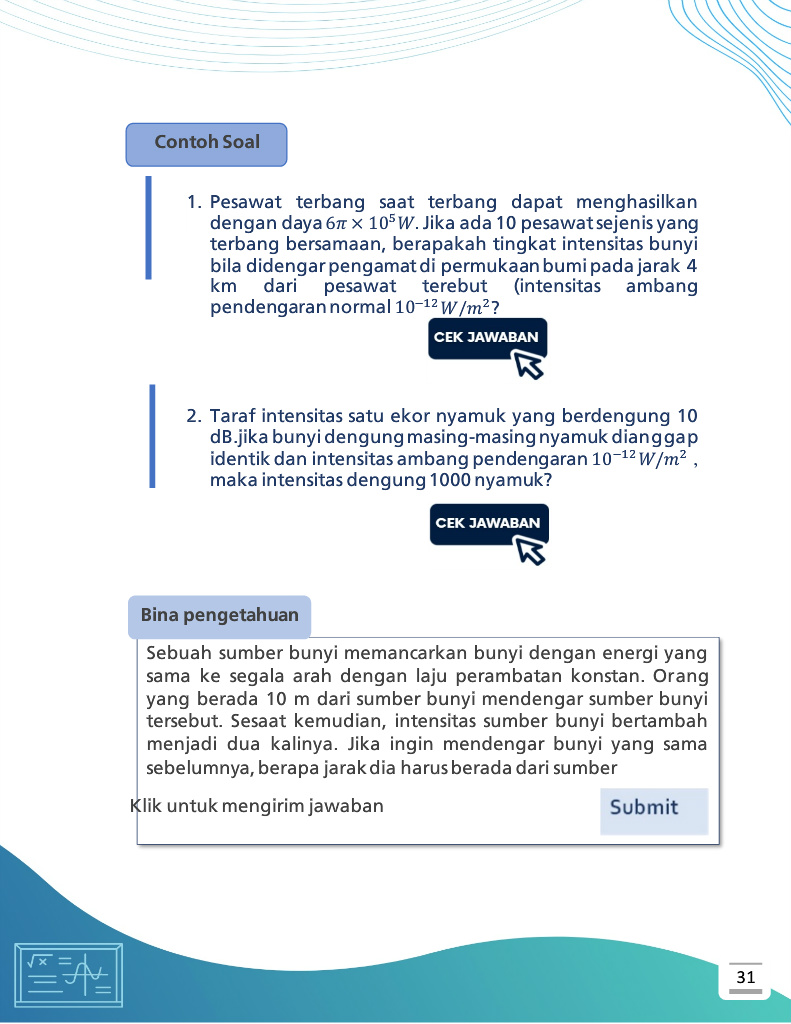 Contoh Soal
1. Pesawat terbang saat terbang dapat menghasilkan
dengan daya 6π × 10⁵ W. Jika ada 10 pesawat sejenis yang
terbang bersamaan, berapakah tingkat intensitas bunyi
bila didengar pengamat di permukaan bumi pada jarak 4
km dari pesawat terebut (intensitas ambang
pendengaran normal 10⁻¹² W/m²?
CEK JAWABAN
2. Taraf intensitas satu ekor nyamuk yang berdengung 10
dB.jika bunyi dengung masing-masing nyamuk dianggap
identik dan intensitas ambang pendengaran 10⁻¹² W/m² ,
maka intensitas dengung 1000 nyamuk?
CEK JAWABAN
Bina pengetahuan
Sebuah sumber bunyi memancarkan bunyi dengan energi yang
sama ke segala arah dengan laju perambatan konstan. Orang
yang berada 10 m dari sumber bunyi mendengar sumber bunyi
tersebut. Sesaat kemudian, intensitas sumber bunyi bertambah
menjadi dua kalinya. Jika ingin mendengar bunyi yang sama
sebelumnya, berapa jarak dia harus berada dari sumber
Klik untuk mengirim jawaban
Submit
31